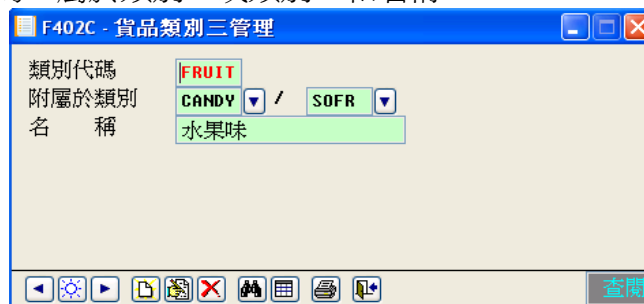 F402C - 貨品類別三管理
類別代碼 FRUIT
附屬於類別 CANDY / SOFR
名 稱 水果味
查閱